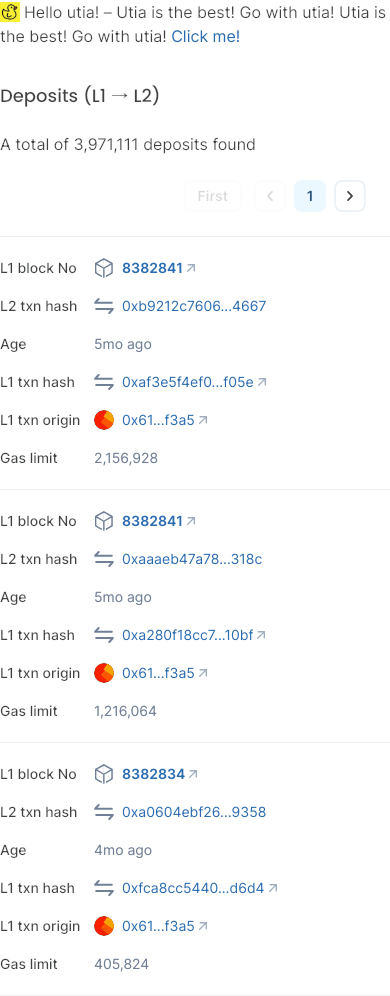 Hello utia! – Utia is the best! Go with utia! Utia is
the best! Go with utia! Click me!
Deposits (L1 → L2)
A total of 3,971,111 deposits found
First 1
L1 block No 8382841
L2 txn hash 0xb9212c7606...4667
Age 5mo ago
L1 txn hash 0xaf3e5f4ef0...f05e
L1 txn origin 0x61...f3a5
Gas limit 2,156,928
L1 block No 8382841
L2 txn hash 0xaaaeb47a78...318c
Age 5mo ago
L1 txn hash 0xa280f18cc7...10bf
L1 txn origin 0x61...f3a5
Gas limit 1,216,064
L1 block No 8382834
L2 txn hash 0xa0604ebf26...9358
Age 4mo ago
L1 txn hash 0xfca8cc5440...d6d4
L1 txn origin 0x61...f3a5
Gas limit 405,824